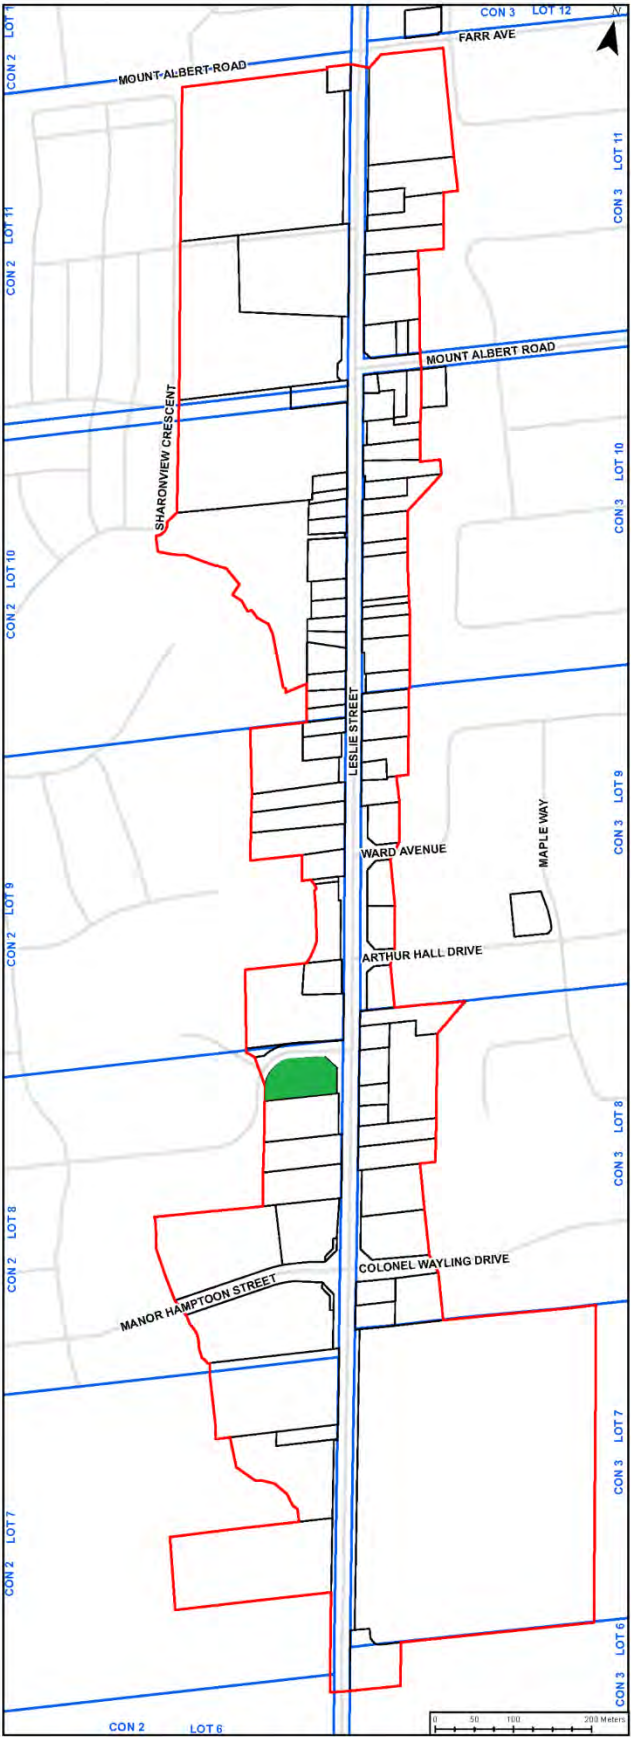 CON 3 LOT 12
N
FARR AVE
MOUNT ALBERT ROAD
CON 2 LOT 1
CON 3 LOT 11
CON 2 LOT 11
MOUNT ALBERT ROAD
SHARONVIEW CRESCENT
CON 3 LOT 10
CON 2 LOT 10
LESLIE STREET
CON 3 LOT 9
MAPLE WAY
WARD AVENUE
CON 2 LOT 9
ARTHUR HALL DRIVE
CON 3 LOT 8
CON 2 LOT 8
COLONEL WAYLING DRIVE
MANOR HAMPTOON STREET
CON 3 LOT 7
CON 2 LOT 7
CON 3 LOT 6
CON 2 LOT 6
0 50 100 200 Meters